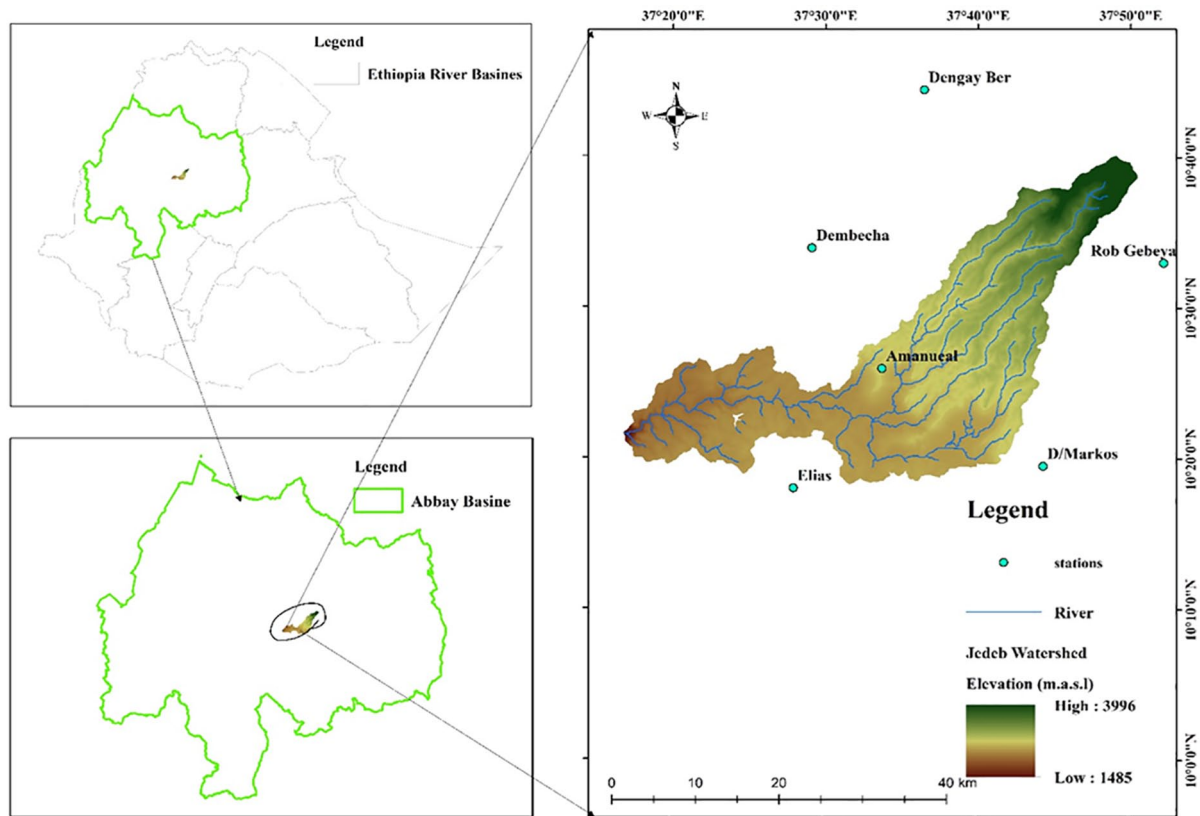 Legend
Ethiopia River Basines
Legend
Abbay Basine
37°20'0"E 37°30'0"E 37°40'0"E 37°50'0"E
N
W E
S
Dengay Ber
Dembecha
Rob Gebeya
Amanueal
Elias
D/Markos
10°40'0"N
10°30'0"N
10°20'0"N
10°10'0"N
10°0'0"N
Legend
stations
River
Jedeb Watershed
Elevation (m.a.s.l)
High : 3996
Low : 1485
0 10 20 40 km